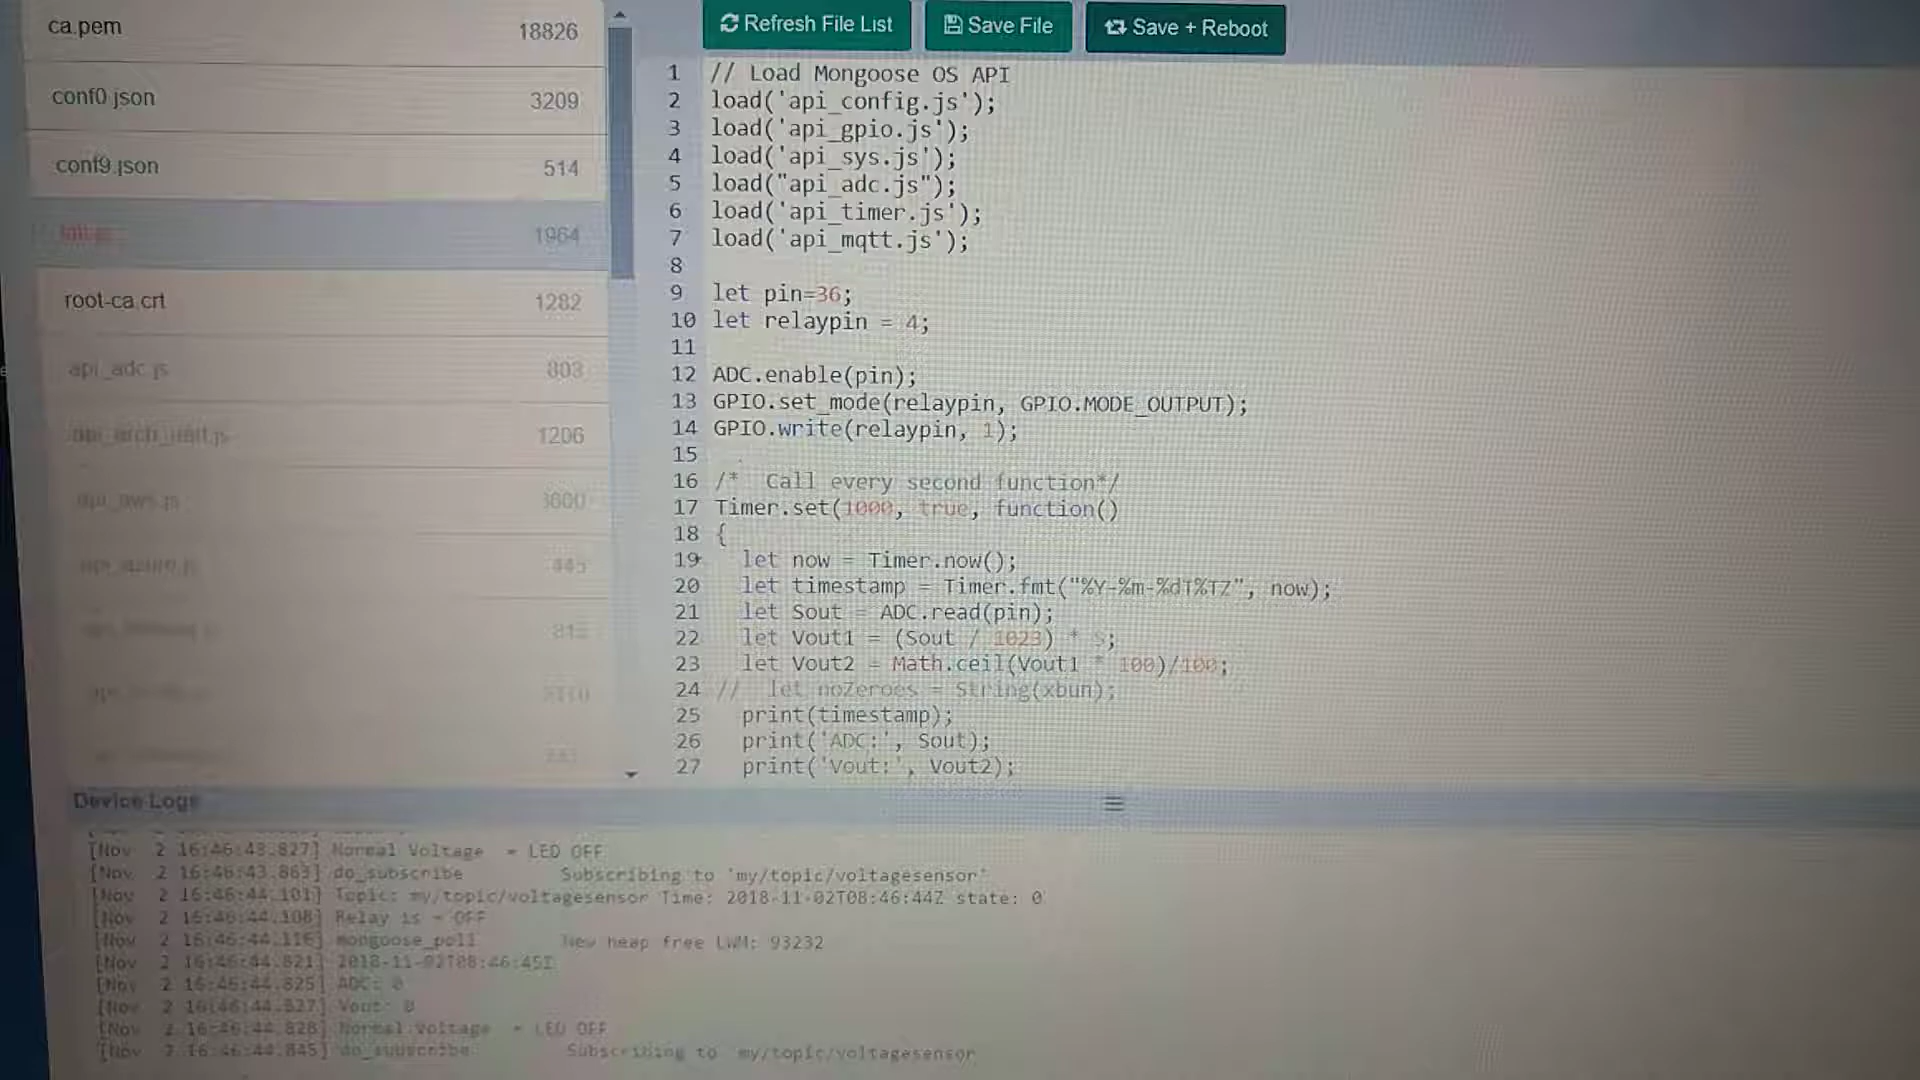 ca.pem 18826
conf0.json 3209
conf9.json 514
init.js 1964
root-ca.crt 1282
api_adc.js 803
api_arch_uart.js 1206
api_aws.js 3600
api_azure.js 445
Refresh File List Save File Save + Reboot
1 // Load Mongoose OS API
2 load('api_config.js');
3 load('api_gpio.js');
4 load('api_sys.js');
5 load("api_adc.js");
6 load('api_timer.js');
7 load('api_mqtt.js');
8
9 let pin=36;
10 let relaypin = 4;
11
12 ADC.enable(pin);
13 GPIO.set_mode(relaypin, GPIO.MODE_OUTPUT);
14 GPIO.write(relaypin, 1);
15
16 /* Call every second function*/
17 Timer.set(1000, true, function()
18 {
19 let now = Timer.now();
20 let timestamp = Timer.fmt("%Y-%m-%dT%TZ", now);
21 let Sout = ADC.read(pin);
22 let Vout1 = (Sout / 1023) * 5;
23 let Vout2 = Math.ceil(Vout1 * 100)/100;
24 // let noZeroes = String(xbun);
25 print(timestamp);
26 print('ADC:', Sout);
27 print('Vout:', Vout2);
Device Logs
[Nov 2 16:46:43.827] Normal Voltage - LED OFF
[Nov 2 16:46:43.863] do_subscribe Subscribing to 'my/topic/voltagesensor'
[Nov 2 16:46:44.101] Topic: my/topic/voltagesensor Time: 2018-11-02T08:46:44Z state: 0
[Nov 2 16:46:44.108] Relay is - OFF
[Nov 2 16:46:44.116] mongoose_poll New heap free LWM: 93232
[Nov 2 16:46:44.821] 2018-11-02T08:46:45Z
[Nov 2 16:46:44.825] ADC: 0
[Nov 2 16:46:44.827] Vout: 0
[Nov 2 16:46:44.828] Normal Voltage - LED OFF
[Nov 2 16:46:44.845] do_subscribe Subscribing to 'my/topic/voltagesensor